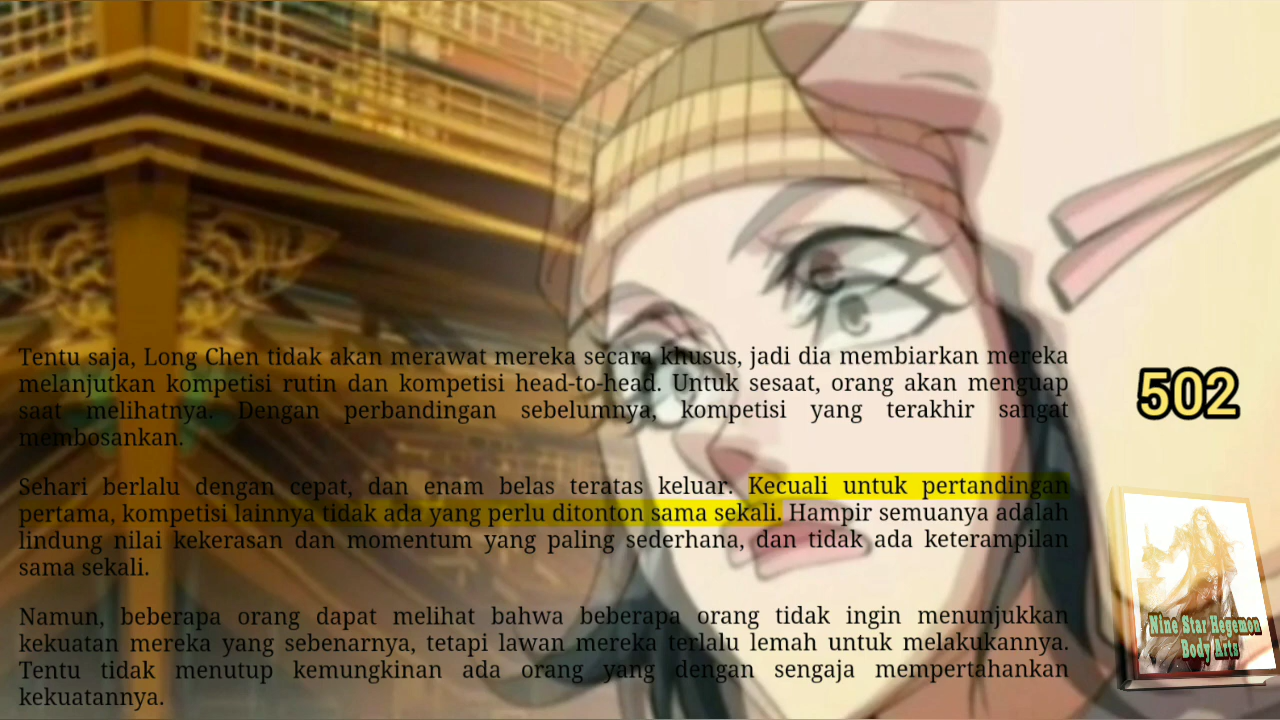 Tentu saja, Long Chen tidak akan merawat mereka secara khusus, jadi dia membiarkan mereka
melanjutkan kompetisi rutin dan kompetisi head-to-head. Untuk sesaat, orang akan menguap
saat melihatnya. Dengan perbandingan sebelumnya, kompetisi yang terakhir sangat
membosankan.
Sehari berlalu dengan cepat, dan enam belas teratas keluar. Kecuali untuk pertandingan
pertama, kompetisi lainnya tidak ada yang perlu ditonton sama sekali. Hampir semuanya adalah
lindung nilai kekerasan dan momentum yang paling sederhana, dan tidak ada keterampilan
sama sekali.
Namun, beberapa orang dapat melihat bahwa beberapa orang tidak ingin menunjukkan
kekuatan mereka yang sebenarnya, tetapi lawan mereka terlalu lemah untuk melakukannya.
Tentu tidak menutup kemungkinan ada orang yang dengan sengaja mempertahankan
kekuatannya.
502
Nine Star Hegemon
Body Arts